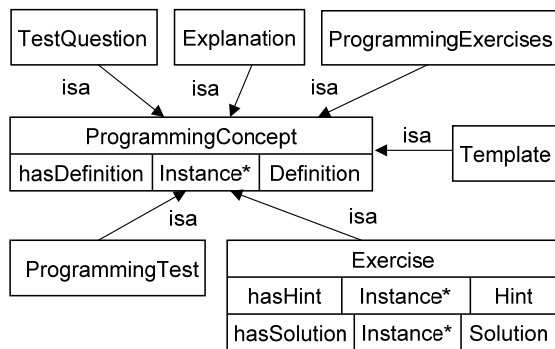 TestQuestion
Explanation
ProgrammingExercises
isa
isa
isa
ProgrammingConcept
hasDefinition Instance* Definition
isa
Template
isa
isa
ProgrammingTest
Exercise
hasHint Instance* Hint
hasSolution Instance* Solution